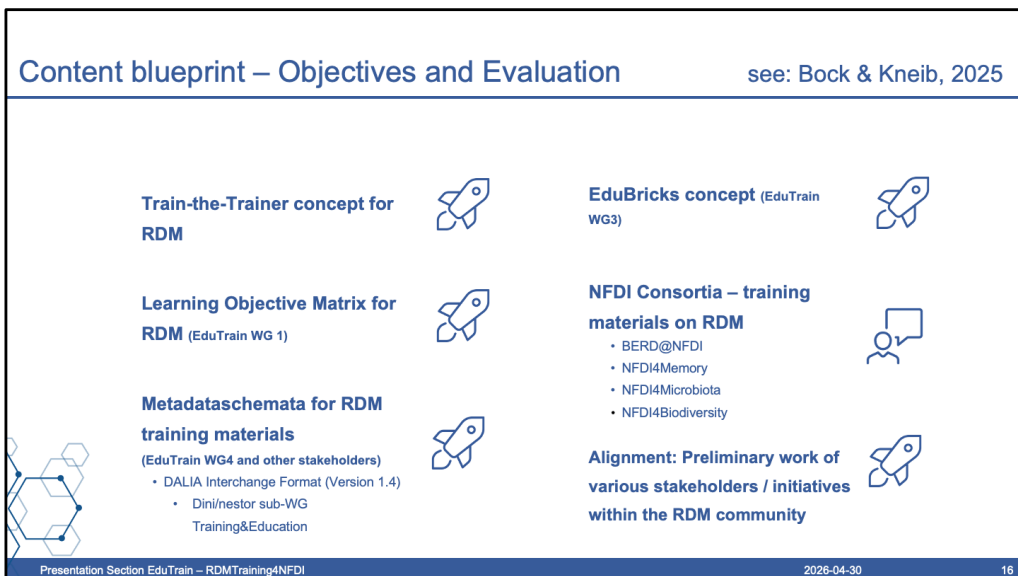 Content blueprint – Objectives and Evaluation
see: Bock & Kneib, 2025
Train-the-Trainer concept for
RDM
Learning Objective Matrix for
RDM (EduTrain WG 1)
Metadataschemata for RDM
training materials
(EduTrain WG4 and other stakeholders)
• DALIA Interchange Format (Version 1.4)
• Dini/nestor sub-WG
Training&Education
EduBricks concept (EduTrain
WG3)
NFDI Consortia – training
materials on RDM
• BERD@NFDI
• NFDI4Memory
• NFDI4Microbiota
• NFDI4Biodiversity
Alignment: Preliminary work of
various stakeholders / initiatives
within the RDM community
Presentation Section EduTrain – RDMTraining4NFDI
2026-04-30
16